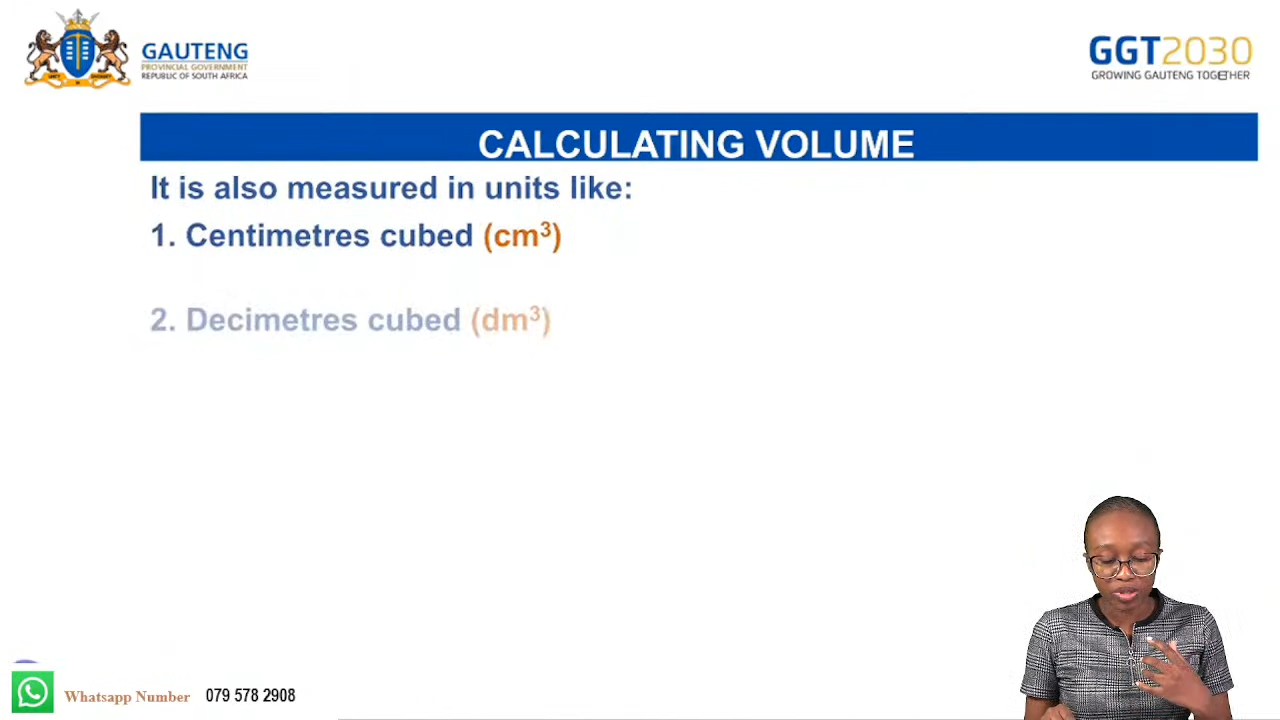 GAUTENG
PROVINCIAL GOVERNMENT
REPUBLIC OF SOUTH AFRICA
GGT2030
GROWING GAUTENG TOGETHER
CALCULATING VOLUME
It is also measured in units like:
1. Centimetres cubed (cm³)
2. Decimetres cubed (dm³)
Whatsapp Number 079 578 2908